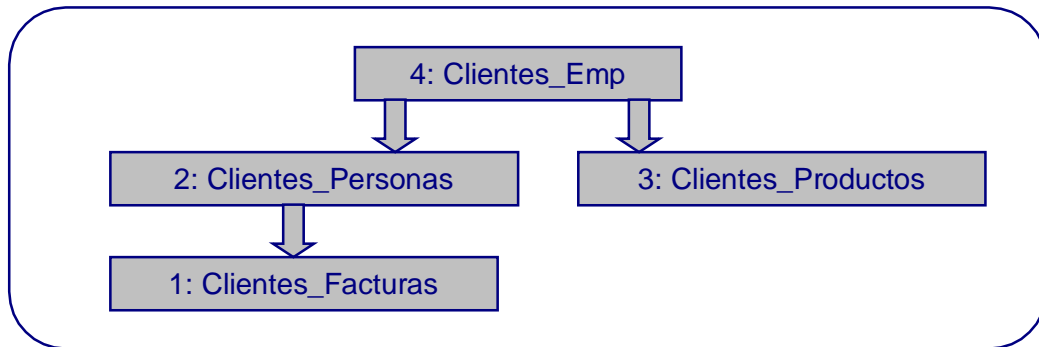 4: Clientes_Emp
2: Clientes_Personas
3: Clientes_Productos
1: Clientes_Facturas